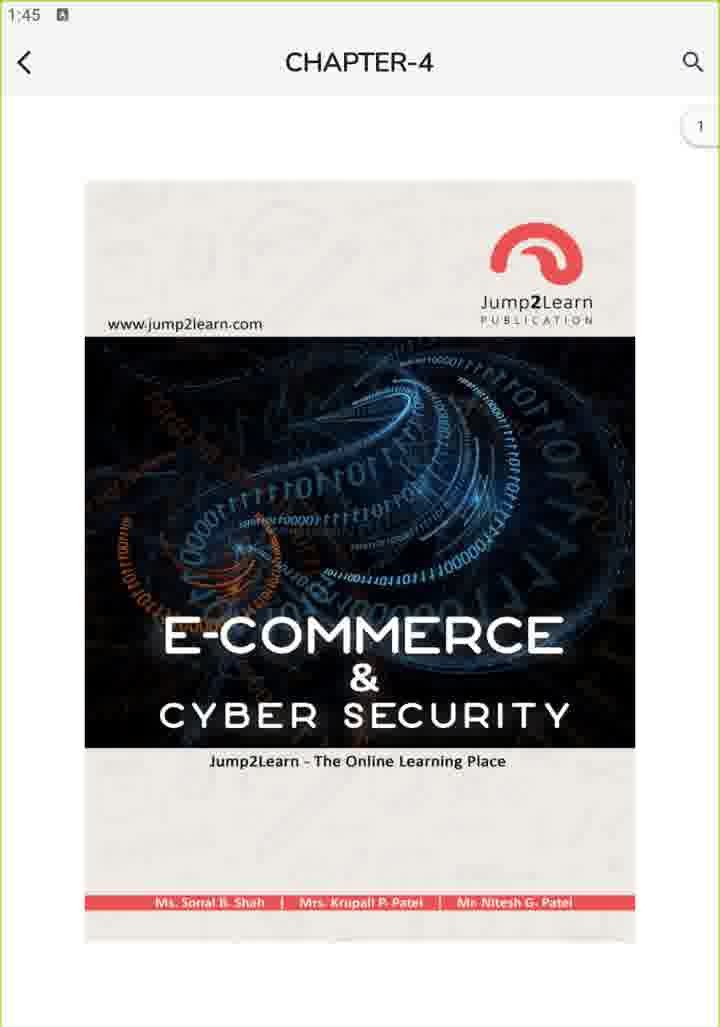 1:45 A
CHAPTER-4
1
Jump2Learn
PUBLICATION
www.jump2learn.com
E-COMMERCE
&
CYBER SECURITY
Jump2Learn - The Online Learning Place
Ms. Sonal B. Shah | Mrs. Krupali P. Patel | Mr. Nitesh G. Patel